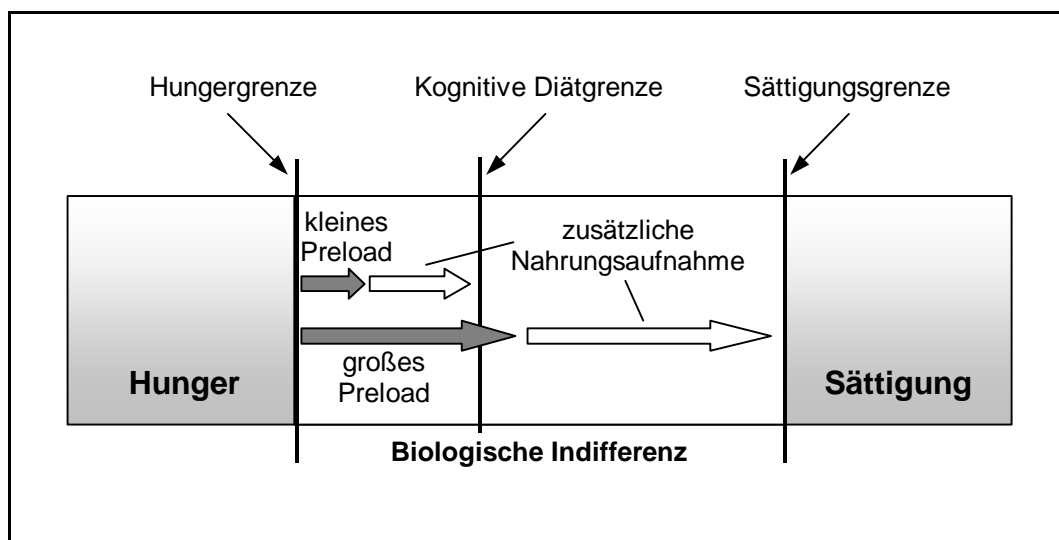 Hungergrenze
Kognitive Diätgrenze
Sättigungsgrenze
kleines
Preload
zusätzliche
Nahrungsaufnahme
großes
Preload
Hunger
Sättigung
Biologische Indifferenz